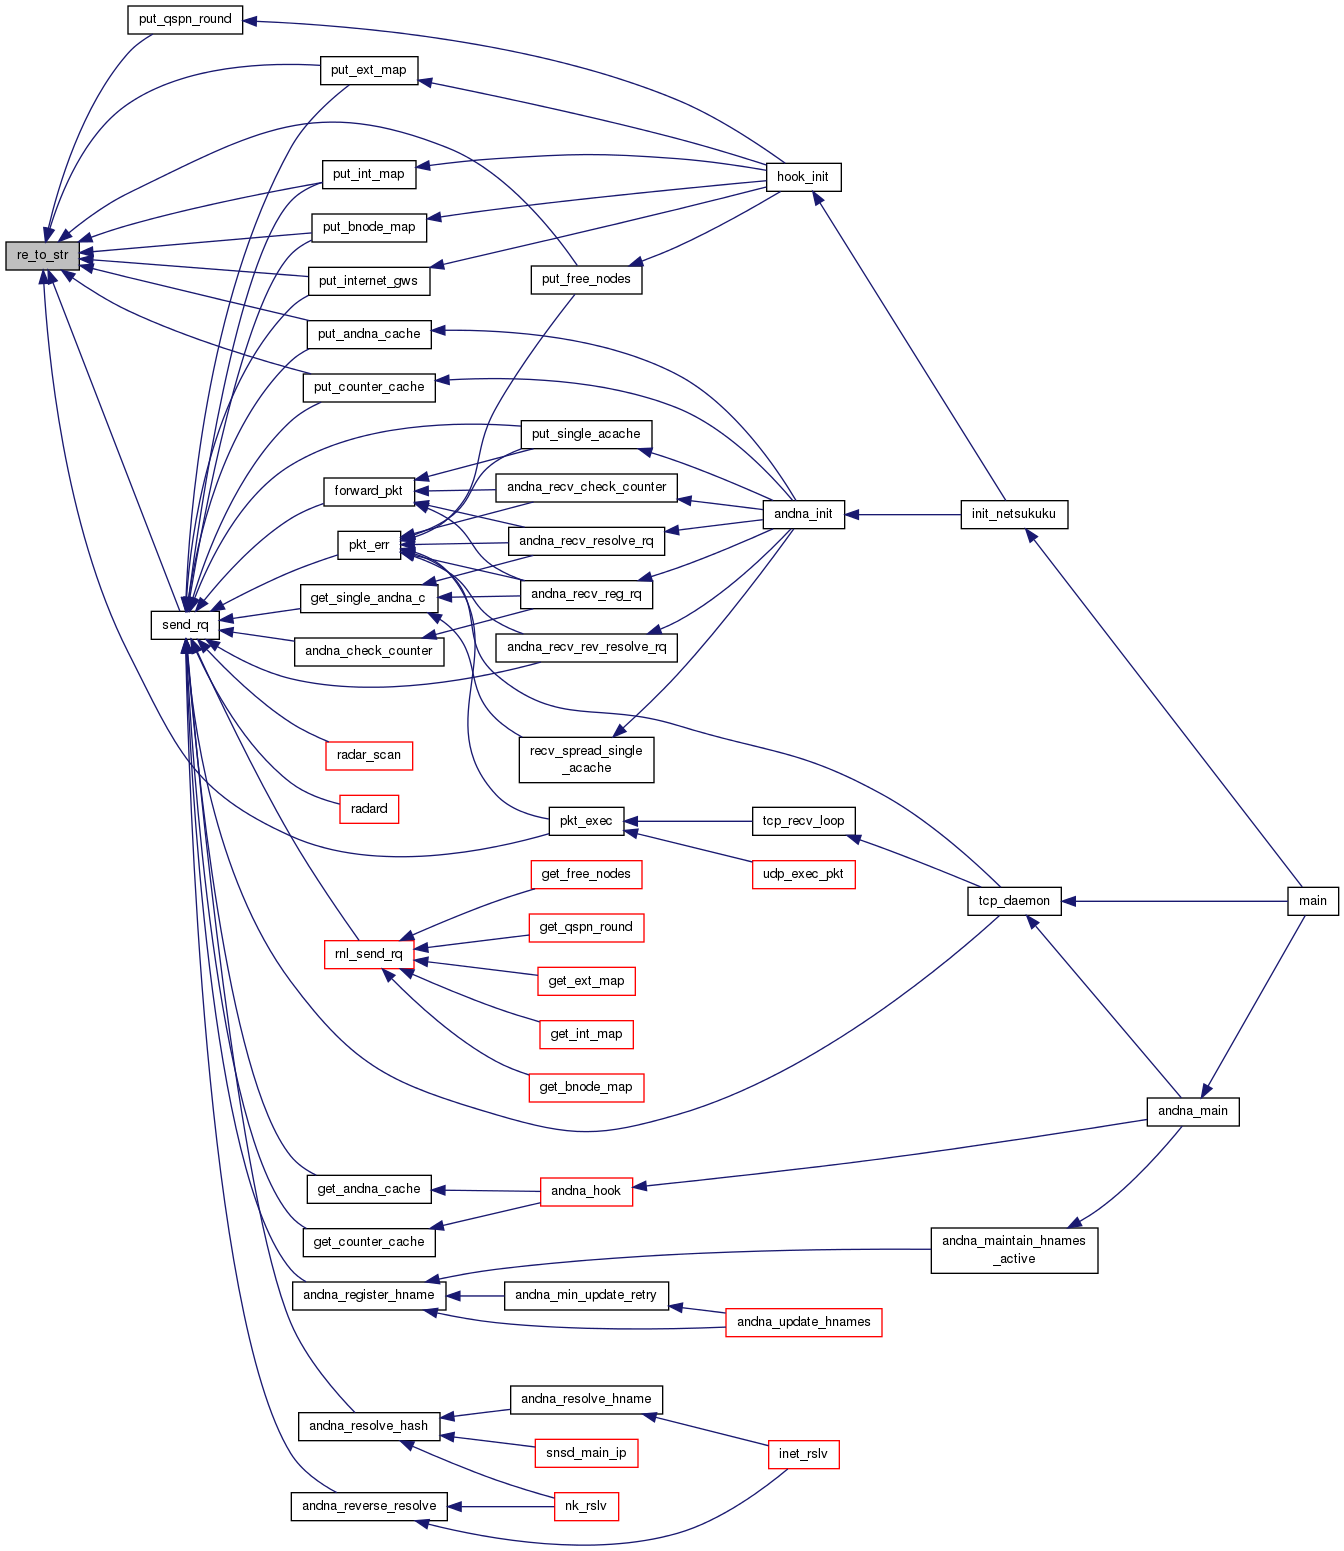 put_qspn_round
put_ext_map
put_int_map
hook_init
put_bnode_map
re_to_str
put_internet_gws
put_free_nodes
put_andna_cache
put_counter_cache
put_single_acache
forward_pkt
andna_recv_check_counter
andna_init
init_netsukuku
pkt_err
andna_recv_resolve_rq
get_single_andna_c
andna_recv_reg_rq
send_rq
andna_check_counter
andna_recv_rev_resolve_rq
radar_scan
recv_spread_single
_acache
radard
pkt_exec
tcp_recv_loop
get_free_nodes
udp_exec_pkt
tcp_daemon
main
get_qspn_round
rnl_send_rq
get_ext_map
get_int_map
get_bnode_map
andna_main
get_andna_cache
andna_hook
get_counter_cache
andna_maintain_hnames
_active
andna_register_hname
andna_min_update_retry
andna_update_hnames
andna_resolve_hname
andna_resolve_hash
snsd_main_ip
inet_rslv
andna_reverse_resolve
nk_rslv